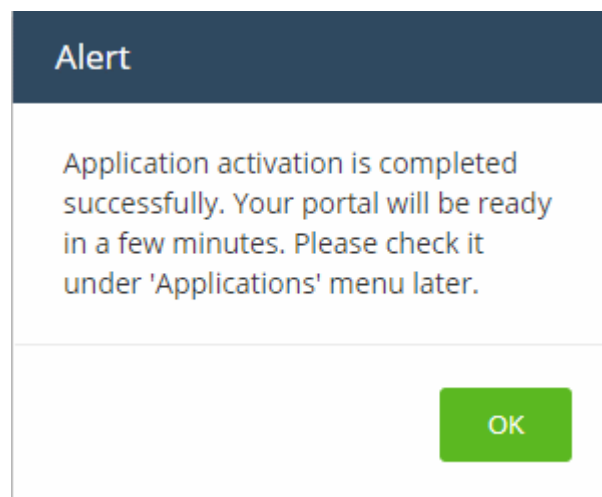 Alert
Application activation is completed
successfully. Your portal will be ready
in a few minutes. Please check it
under 'Applications' menu later.
OK